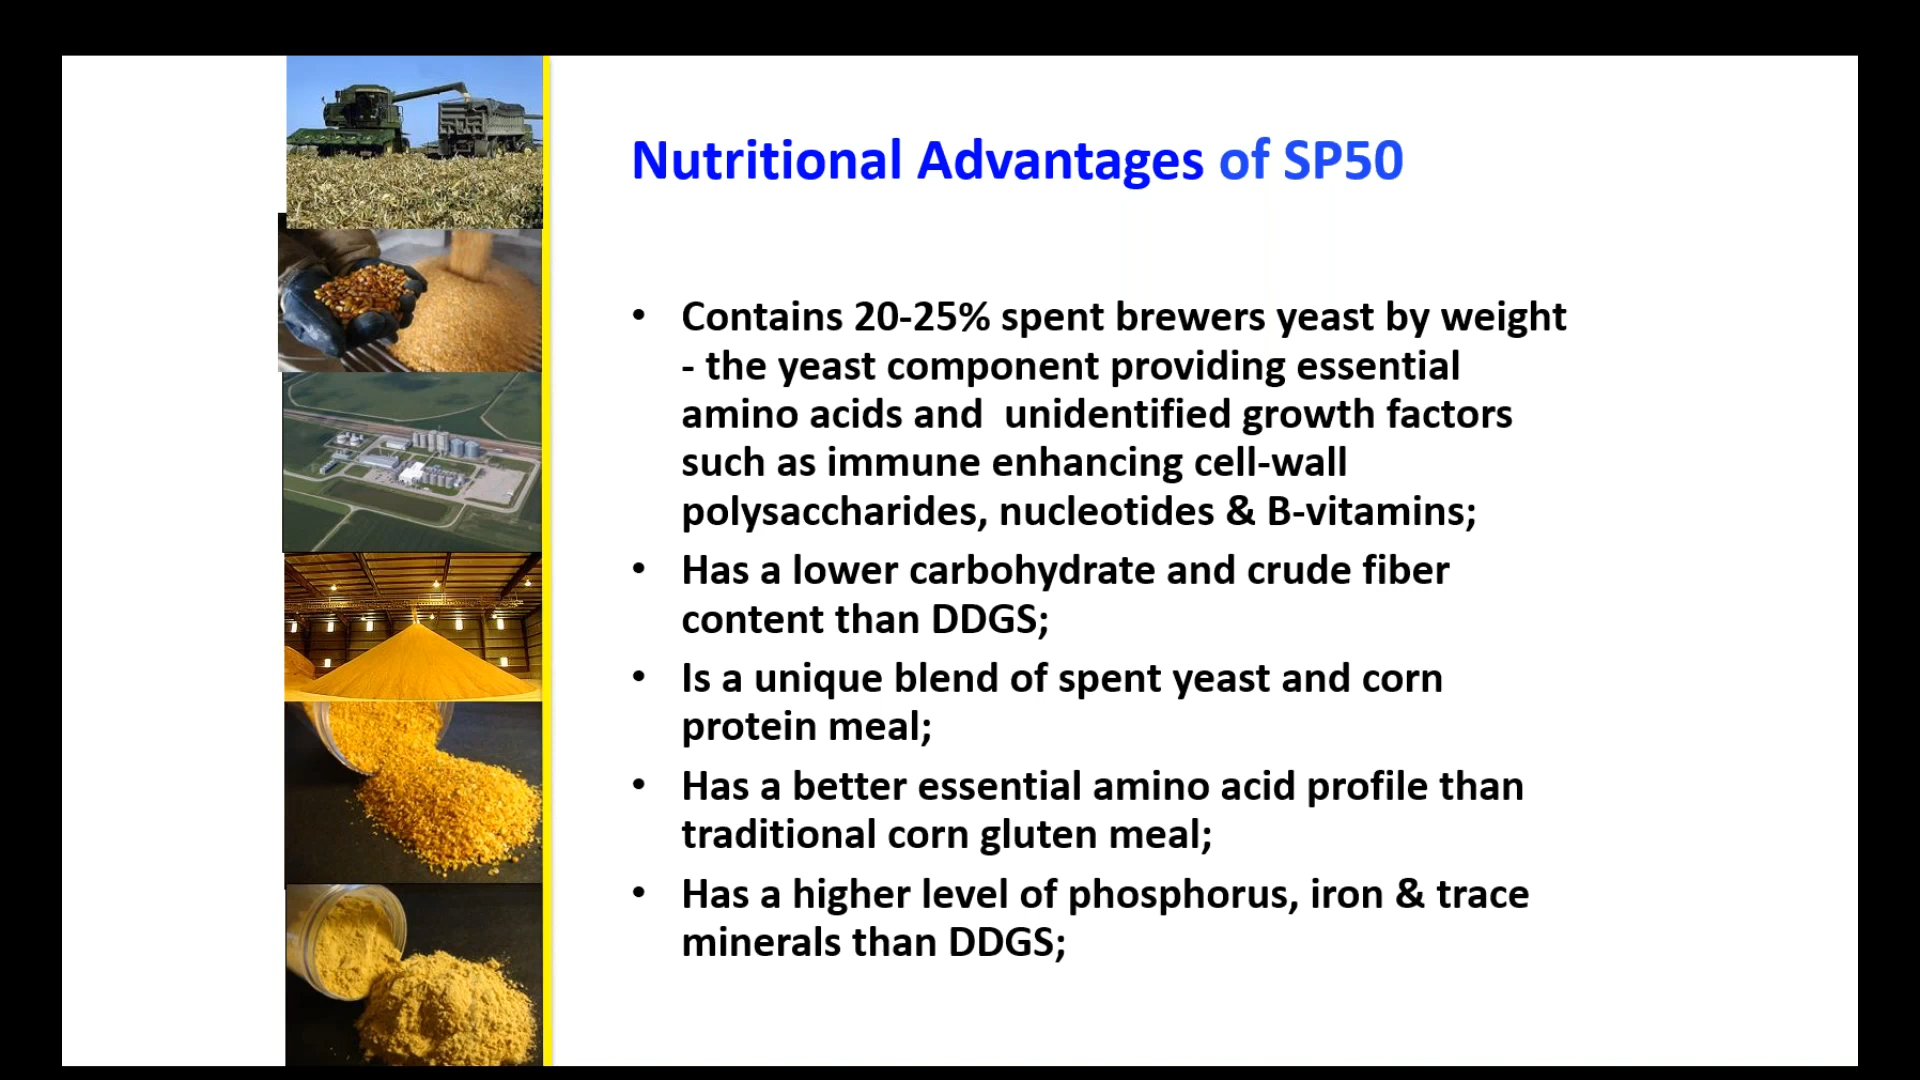 Nutritional Advantages of SP50
• Contains 20-25% spent brewers yeast by weight
- the yeast component providing essential
amino acids and  unidentified growth factors
such as immune enhancing cell-wall
polysaccharides, nucleotides & B-vitamins;
• Has a lower carbohydrate and crude fiber
content than DDGS;
• Is a unique blend of spent yeast and corn
protein meal;
• Has a better essential amino acid profile than
traditional corn gluten meal;
• Has a higher level of phosphorus, iron & trace
minerals than DDGS;